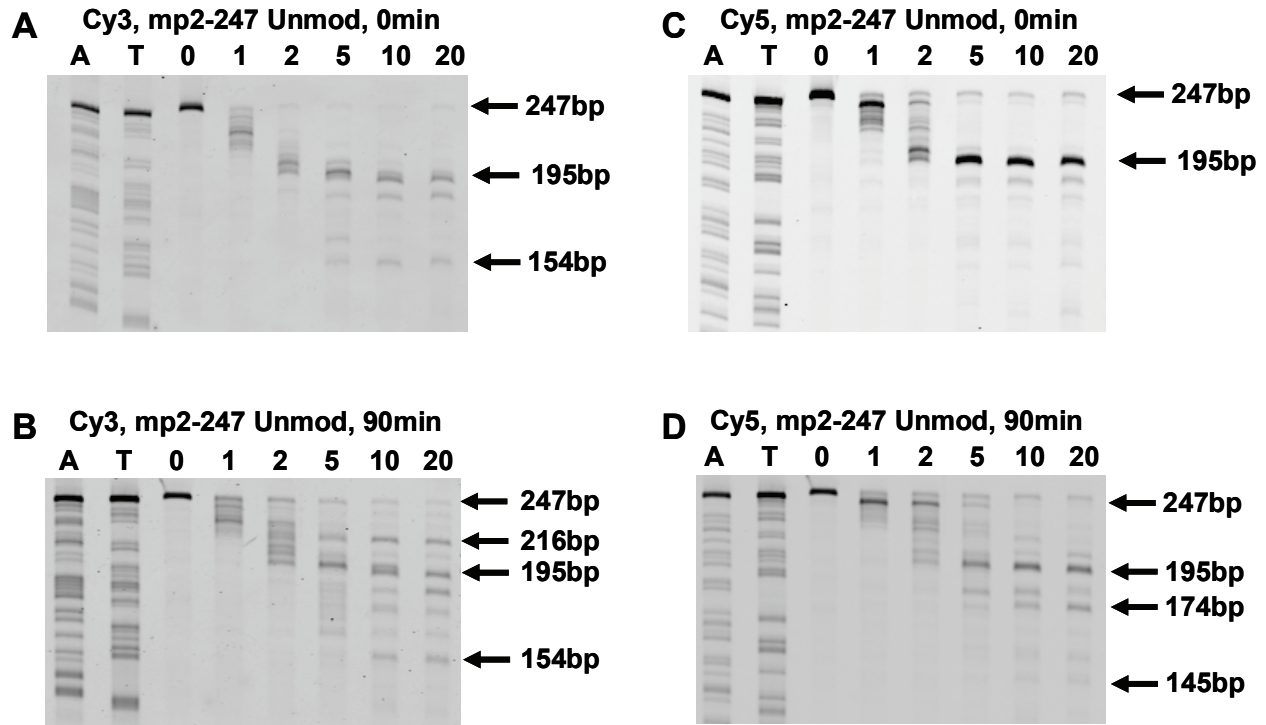 A
Cy3, mp2-247 Unmod, 0min
A T 0 1 2 5 10 20
247bp
195bp
154bp
C
Cy5, mp2-247 Unmod, 0min
A T 0 1 2 5 10 20
247bp
195bp
B
Cy3, mp2-247 Unmod, 90min
A T 0 1 2 5 10 20
247bp
216bp
195bp
154bp
D
Cy5, mp2-247 Unmod, 90min
A T 0 1 2 5 10 20
247bp
195bp
174bp
145bp